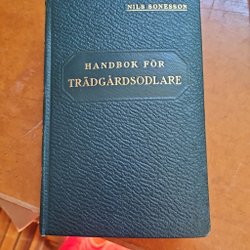 NILS SONESSON
HANDBOK FÖR
TRÄDGÅRDSODLARE